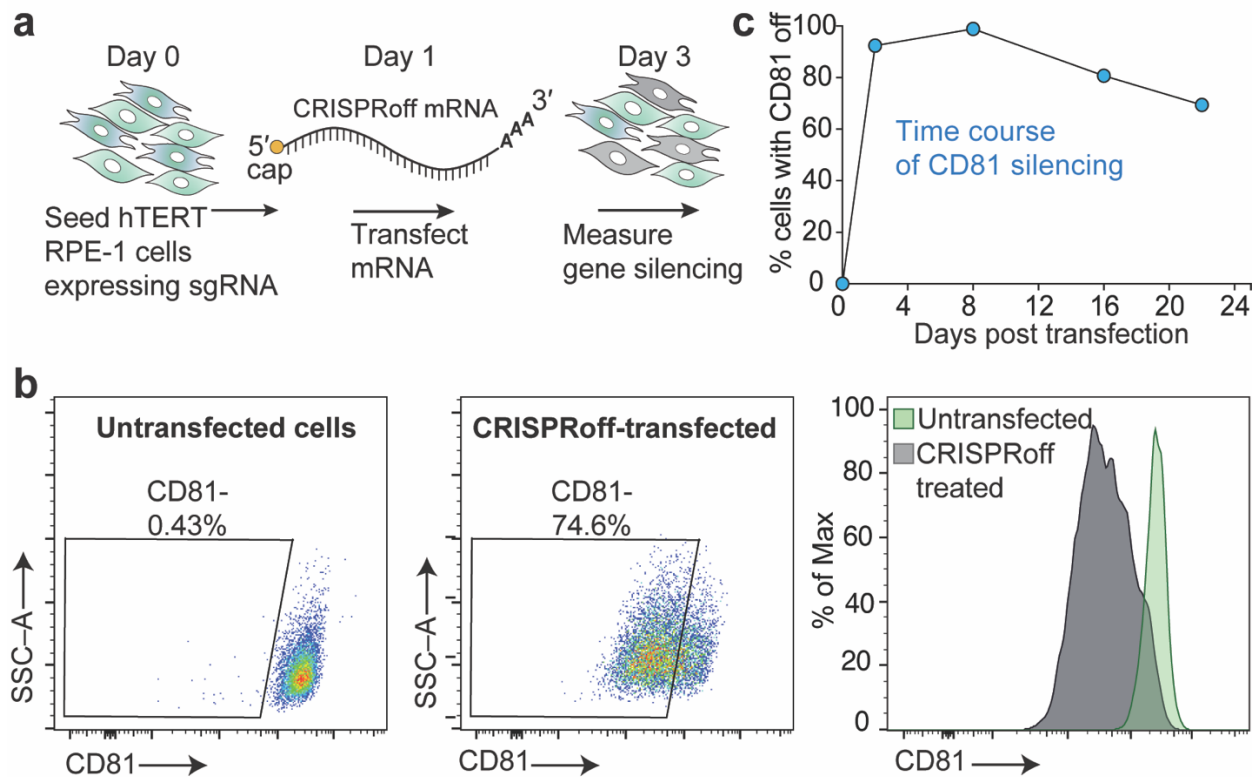 a
Day 0
Day 1
Day 3
CRISPRoff mRNA
5′
cap
AAA 3′
Seed hTERT
RPE-1 cells
expressing sgRNA
Transfect
mRNA
Measure
gene silencing
c
% cells with CD81 off
100
80
60
40
20
0
Time course
of CD81 silencing
0 4 8 12 16 20 24
Days post transfection
b
Untransfected cells
CD81-
0.43%
SSC–A
CD81
CRISPRoff-transfected
CD81-
74.6%
SSC–A
CD81
% of Max
100
80
60
40
20
0
Untransfected
CRISPRoff
treated
CD81